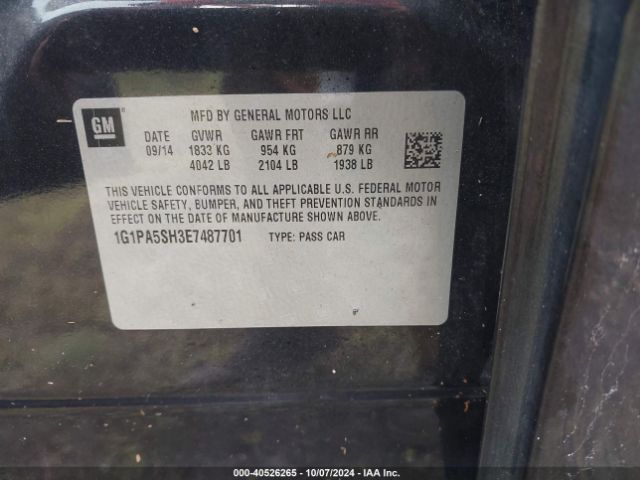 GM ®
MFD BY GENERAL MOTORS LLC
DATE GVWR GAWR FRT GAWR RR
09/14 1833 KG 954 KG 879 KG
4042 LB 2104 LB 1938 LB
THIS VEHICLE CONFORMS TO ALL APPLICABLE U.S. FEDERAL MOTOR
VEHICLE SAFETY, BUMPER, AND THEFT PREVENTION STANDARDS IN
EFFECT ON THE DATE OF MANUFACTURE SHOWN ABOVE.
1G1PA5SH3E7487701 TYPE: PASS CAR
000-40526265 - 10/07/2024 - IAA Inc.